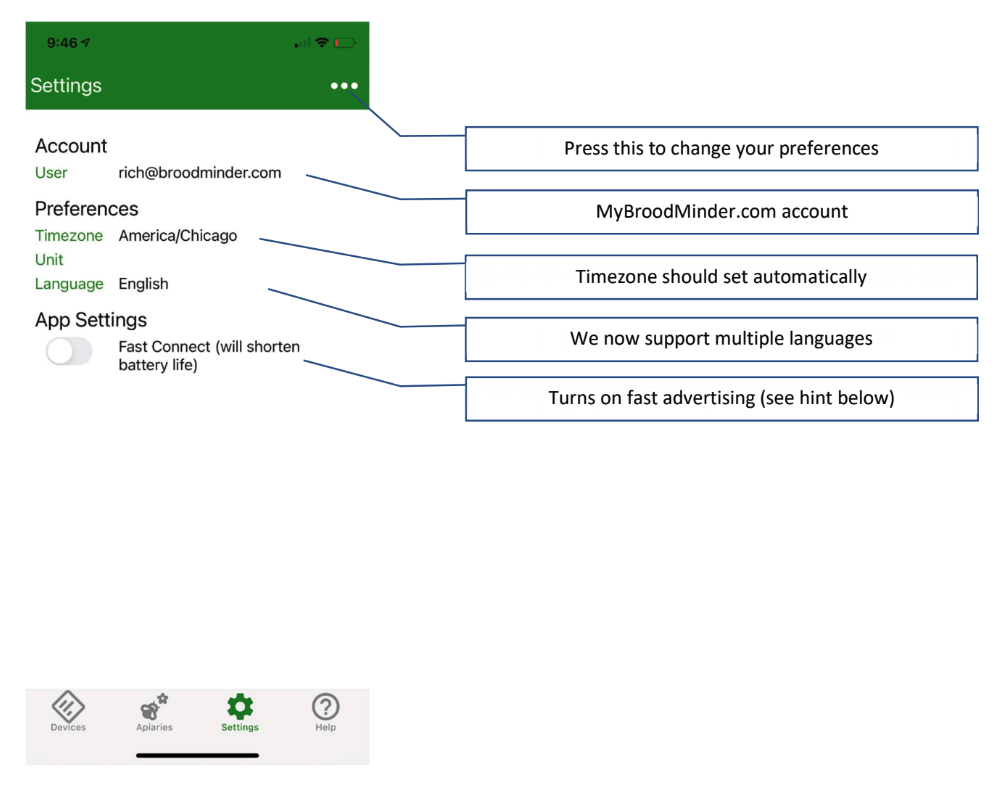 9:46
Settings
Account
User rich@broodminder.com
Preferences
Timezone America/Chicago
Unit
Language English
App Settings
Fast Connect (will shorten
battery life)
Press this to change your preferences
MyBroodMinder.com account
Timezone should set automatically
We now support multiple languages
Turns on fast advertising (see hint below)
Devices Apiaries Settings Help